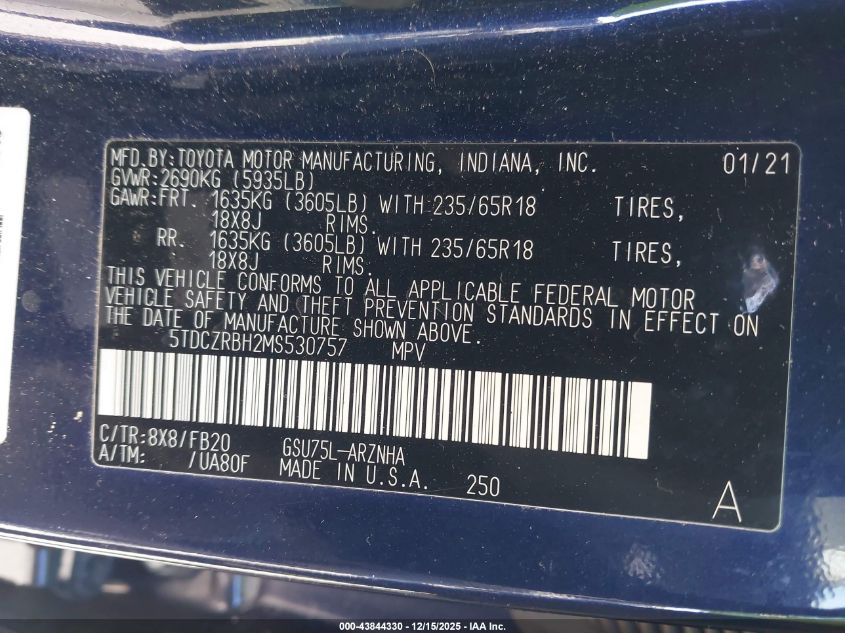 MFD.BY:TOYOTA MOTOR MANUFACTURING, INDIANA, INC. 01/21
GVWR:2690KG (5935LB)
GAWR:FRT. 1635KG (3605LB) WITH 235/65R18 TIRES,
18X8J RIMS.
RR. 1635KG (3605LB) WITH 235/65R18 TIRES,
18X8J RIMS.
THIS VEHICLE CONFORMS TO ALL APPLICABLE FEDERAL MOTOR
VEHICLE SAFETY AND THEFT PREVENTION STANDARDS IN EFFECT ON
THE DATE OF MANUFACTURE SHOWN ABOVE.
5TDCZRBH2MS530757 MPV
C/TR:8X8/FB20 GSU75L-ARZNHA
A/TM: /UA80F MADE IN U.S.A. 250
A
000-43844330 - 12/15/2025 - IAA Inc.